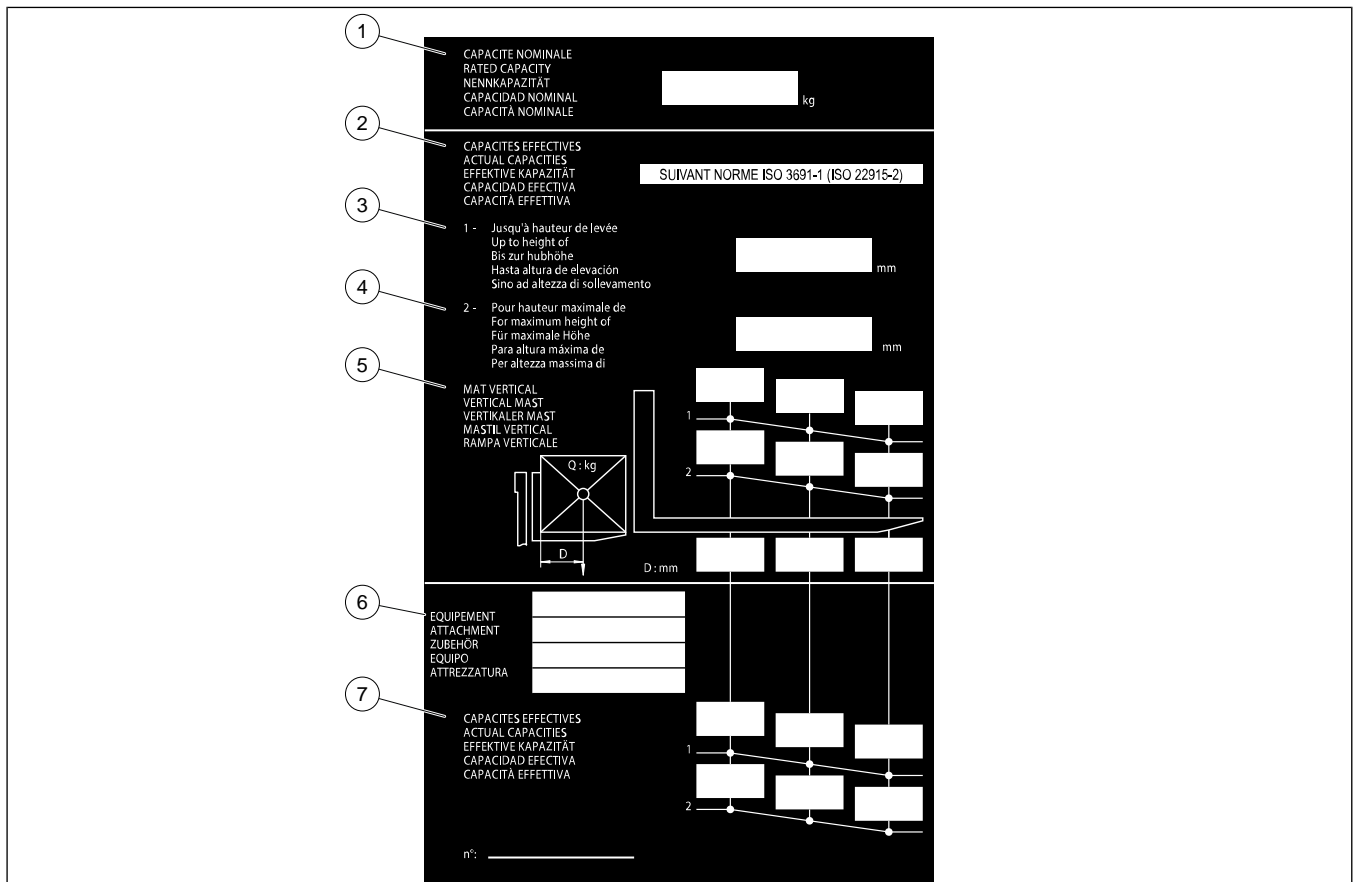 1
CAPACITE NOMINALE
RATED CAPACITY
NENNKAPAZITÄT
CAPACIDAD NOMINAL
CAPACITÀ NOMINALE
kg
2
CAPACITES EFFECTIVES
ACTUAL CAPACITIES
EFFEKTIVE KAPAZITÄT
CAPACIDAD EFECTIVA
CAPACITÀ EFFETTIVA
SUIVANT NORME ISO 3691-1 (ISO 22915-2)
3
1 - Jusqu'à hauteur de levée
Up to height of
Bis zur hubhöhe
Hasta altura de elevación
Sino ad altezza di sollevamento
mm
4
2 - Pour hauteur maximale de
For maximum height of
Für maximale Höhe
Para altura máxima de
Per altezza massima di
mm
5
MAT VERTICAL
VERTICAL MAST
VERTIKALER MAST
MASTIL VERTICAL
RAMPA VERTICALE
1
2
Q : kg
D
D : mm
6
EQUIPEMENT
ATTACHMENT
ZUBEHÖR
EQUIPO
ATTREZZATURA
7
CAPACITES EFFECTIVES
ACTUAL CAPACITIES
EFFEKTIVE KAPAZITÄT
CAPACIDAD EFECTIVA
CAPACITÀ EFFETTIVA
1
2
n°: